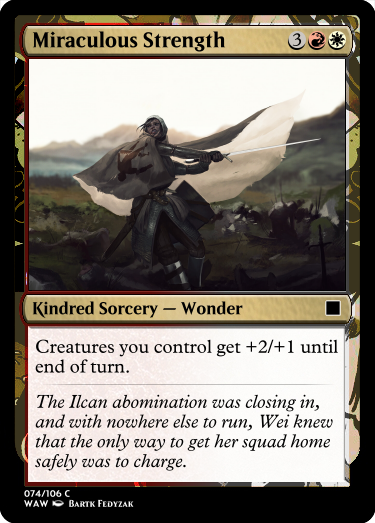 Miraculous Strength 3
Kindred Sorcery — Wonder
Creatures you control get +2/+1 until
end of turn.
The Ilcan abomination was closing in,
and with nowhere else to run, Wei knew
that the only way to get her squad home
safely was to charge.
074/106 C
WAW Bartk Fedyzak